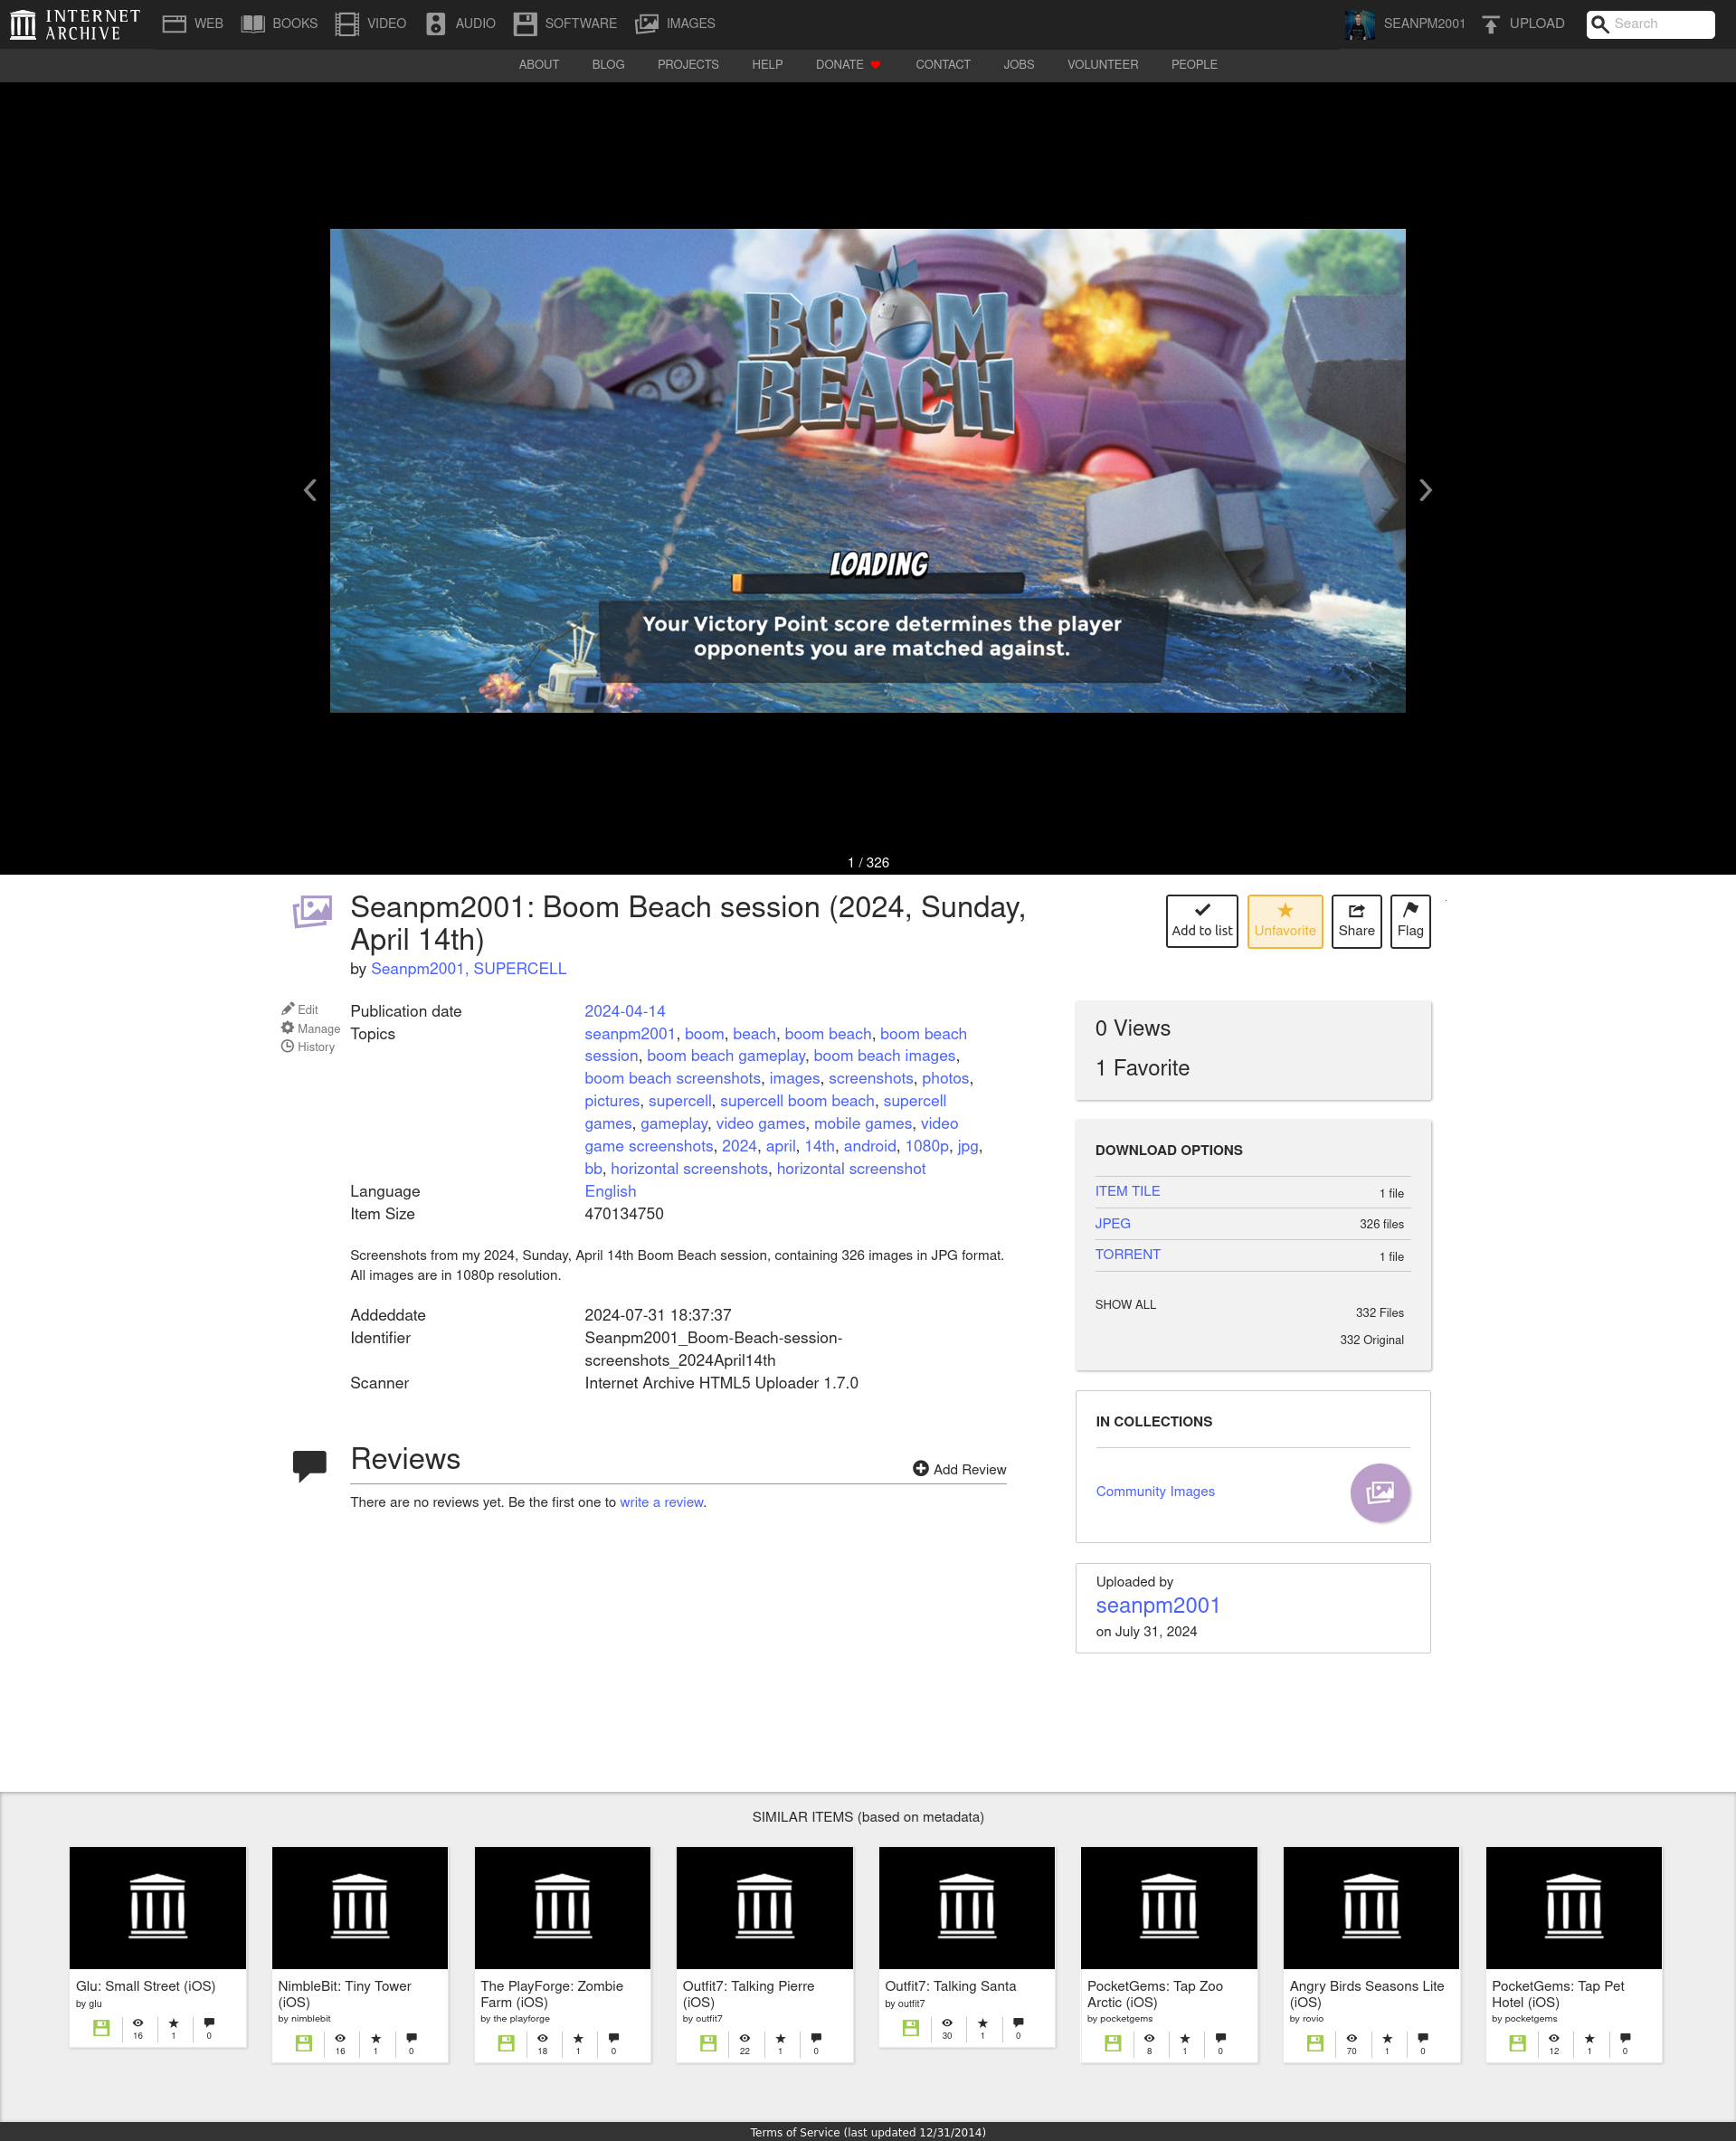 INTERNET
ARCHIVE
WEB
BOOKS
VIDEO
AUDIO
SOFTWARE
IMAGES
SEANPM2001
UPLOAD
Search
ABOUT
BLOG
PROJECTS
HELP
DONATE
CONTACT
JOBS
VOLUNTEER
PEOPLE
BOOM
BEACH
LOADING
Your Victory Point score determines the player
opponents you are matched against.
1 / 326
Seanpm2001: Boom Beach session (2024, Sunday,
April 14th)
by Seanpm2001, SUPERCELL
Add to list
Unfavorite
Share
Flag
Edit
Manage
History
Publication date 2024-04-14
Topics seanpm2001, boom, beach, boom beach, boom beach
session, boom beach gameplay, boom beach images,
boom beach screenshots, images, screenshots, photos,
pictures, supercell, supercell boom beach, supercell
games, gameplay, video games, mobile games, video
game screenshots, 2024, april, 14th, android, 1080p, jpg,
bb, horizontal screenshots, horizontal screenshot
Language English
Item Size 470134750
Screenshots from my 2024, Sunday, April 14th Boom Beach session, containing 326 images in JPG format.
All images are in 1080p resolution.
Addeddate 2024-07-31 18:37:37
Identifier Seanpm2001_Boom-Beach-session-
screenshots_2024April14th
Scanner Internet Archive HTML5 Uploader 1.7.0
Reviews
Add Review
There are no reviews yet. Be the first one to write a review.
0 Views
1 Favorite
DOWNLOAD OPTIONS
ITEM TILE 1 file
JPEG 326 files
TORRENT 1 file
SHOW ALL 332 Files
332 Original
IN COLLECTIONS
Community Images
Uploaded by
seanpm2001
on July 31, 2024
SIMILAR ITEMS (based on metadata)
Glu: Small Street (iOS)
by glu
16 1 0
NimbleBit: Tiny Tower
(iOS)
by nimblebit
16 1 0
The PlayForge: Zombie
Farm (iOS)
by the playforge
18 1 0
Outfit7: Talking Pierre
(iOS)
by outfit7
22 1 0
Outfit7: Talking Santa
by outfit7
30 1 0
PocketGems: Tap Zoo
Arctic (iOS)
by pocketgems
8 1 0
Angry Birds Seasons Lite
(iOS)
by rovio
70 1 0
PocketGems: Tap Pet
Hotel (iOS)
by pocketgems
12 1 0
Terms of Service (last updated 12/31/2014)